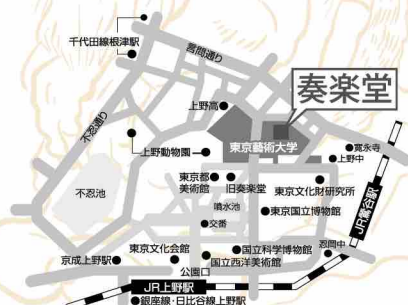 千代田線根津駅
言問通り
奏楽堂
上野高
不忍通り
東京藝術大学
寛永寺
上野中
上野動物園
東京都
美術館
旧奏楽堂
東京文化財研究所
JR鶯谷駅
不忍池
噴水池
東京国立博物館
交番
忍岡中
東京文化会館
国立科学博物館
京成上野駅
国立西洋美術館
公園口
JR上野駅
銀座線・日比谷線上野駅